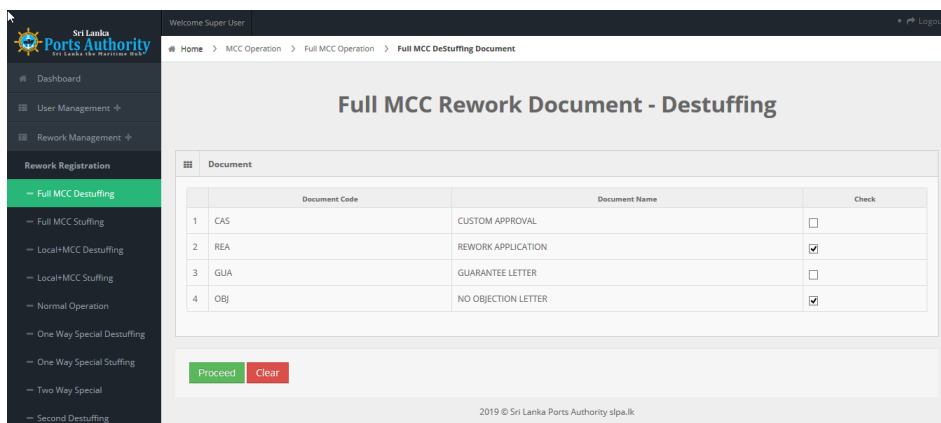 Sri Lanka
Ports Authority
Sri Lanka the Maritime Hub
Welcome Super User
Logou
Home > MCC Operation > Full MCC Operation > Full MCC DeStuffing Document
Dashboard
User Management +
Rework Management +
Rework Registration
Full MCC Destuffing
Full MCC Stuffing
Local+MCC Destuffing
Local+MCC Stuffing
Normal Operation
One Way Special Destuffing
One Way Special Stuffing
Two Way Special
Second Destuffing
Full MCC Rework Document - Destuffing
Document
Document Code Document Name Check
1 CAS CUSTOM APPROVAL
2 REA REWORK APPLICATION
3 GUA GUARANTEE LETTER
4 OBJ NO OBJECTION LETTER
Proceed Clear
2019 © Sri Lanka Ports Authority slpa.lk